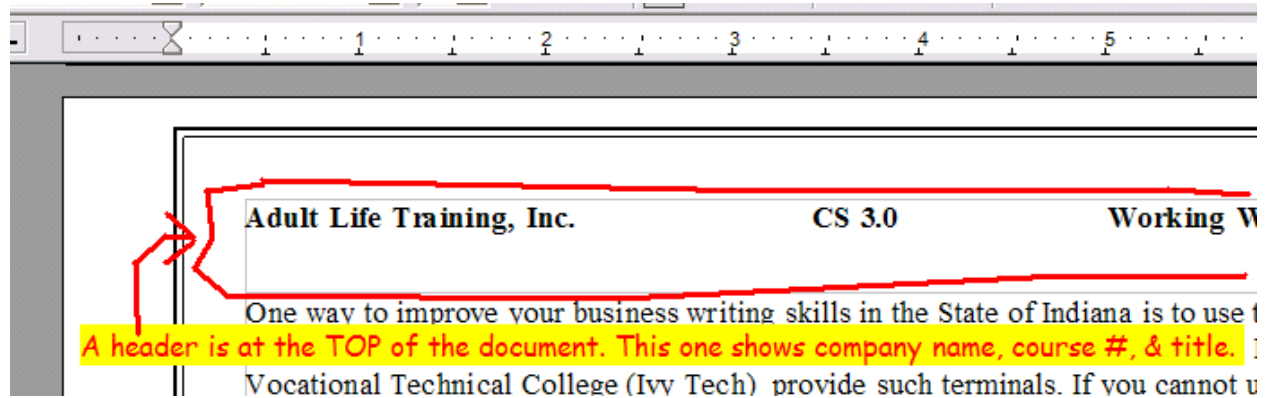 1 2 3 4 5
Adult Life Training, Inc. CS 3.0 Working
One way to improve your business writing skills in the State of Indiana is to use
A header is at the TOP of the document. This one shows company name, course #, & title.
Vocational Technical College (Ivy Tech) provide such terminals. If you cannot